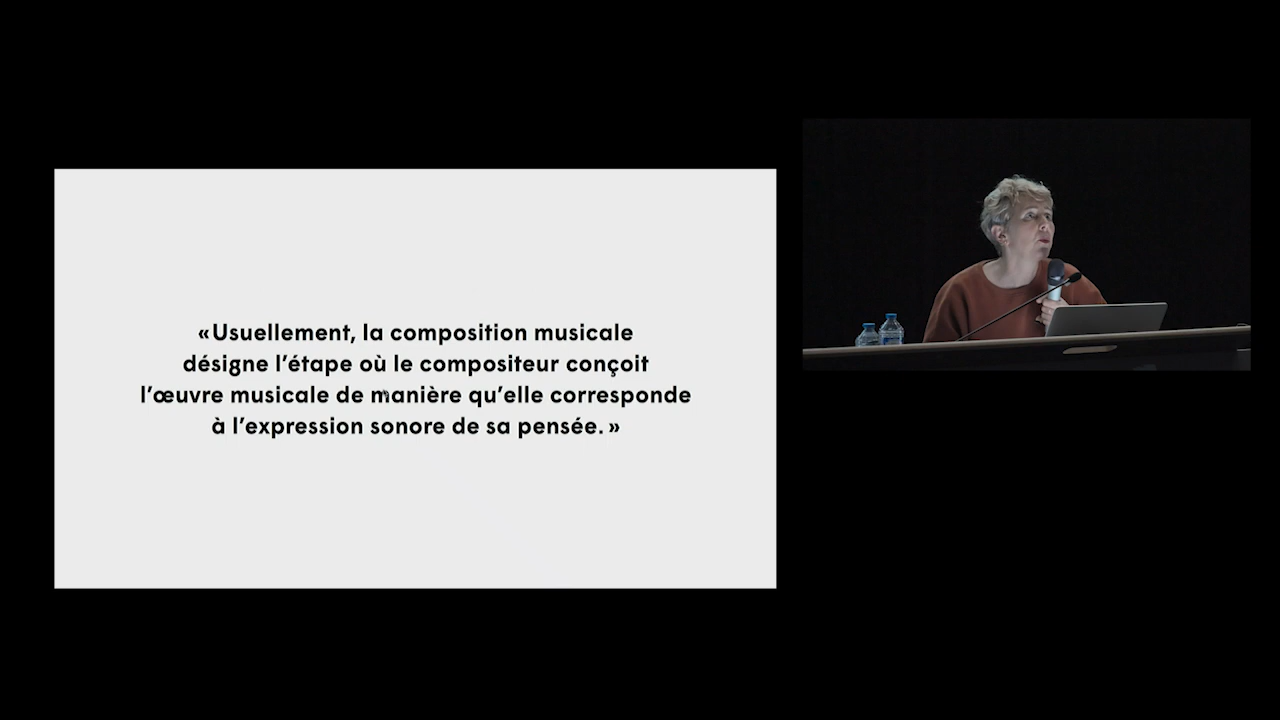 «Usuellement, la composition musicale
désigne l’étape où le compositeur conçoit
l’œuvre musicale de manière qu’elle corresponde
à l’expression sonore de sa pensée.»